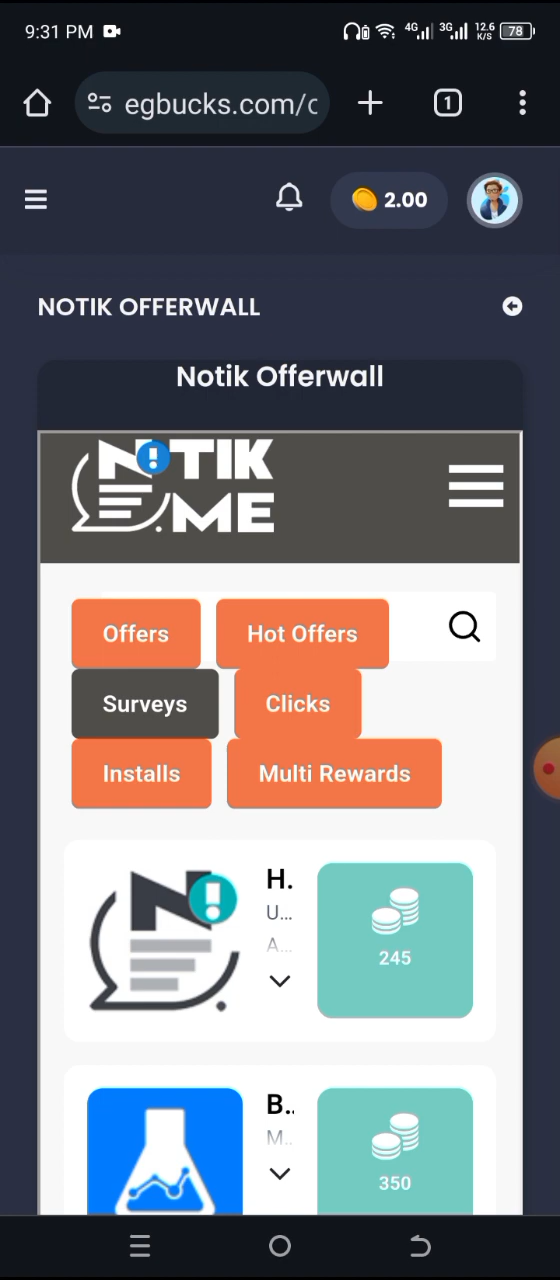 9:31 PM 4G 3G 12.6 K/S 78
egbucks.com/c 1
2.00
NOTIK OFFERWALL
Notik Offerwall
N!TIK
ME
Offers Hot Offers
Surveys Clicks
Installs Multi Rewards
H.
U...
A...
245
B..
M..
350